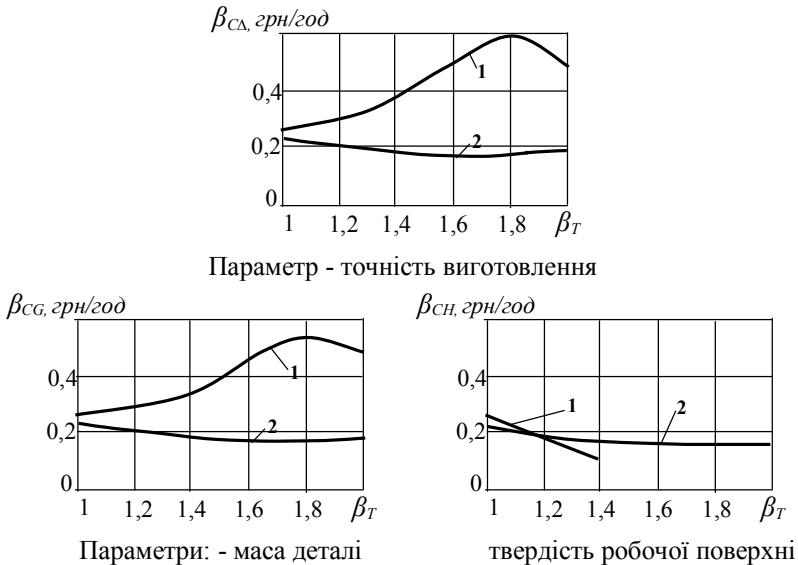 β_CΔ, грн/год
1
0,4
2
0,2
0
1 1,2 1,4 1,6 1,8 β_T
Параметр - точність виготовлення
β_CG, грн/год
β_CH, грн/год
0,4
1
0,2
2
0
1 1,2 1,4 1,6 1,8 β_T
Параметри: - маса деталі
0,4
1
2
0,2
0
1 1,2 1,4 1,6 1,8 β_T
твердість робочої поверхні